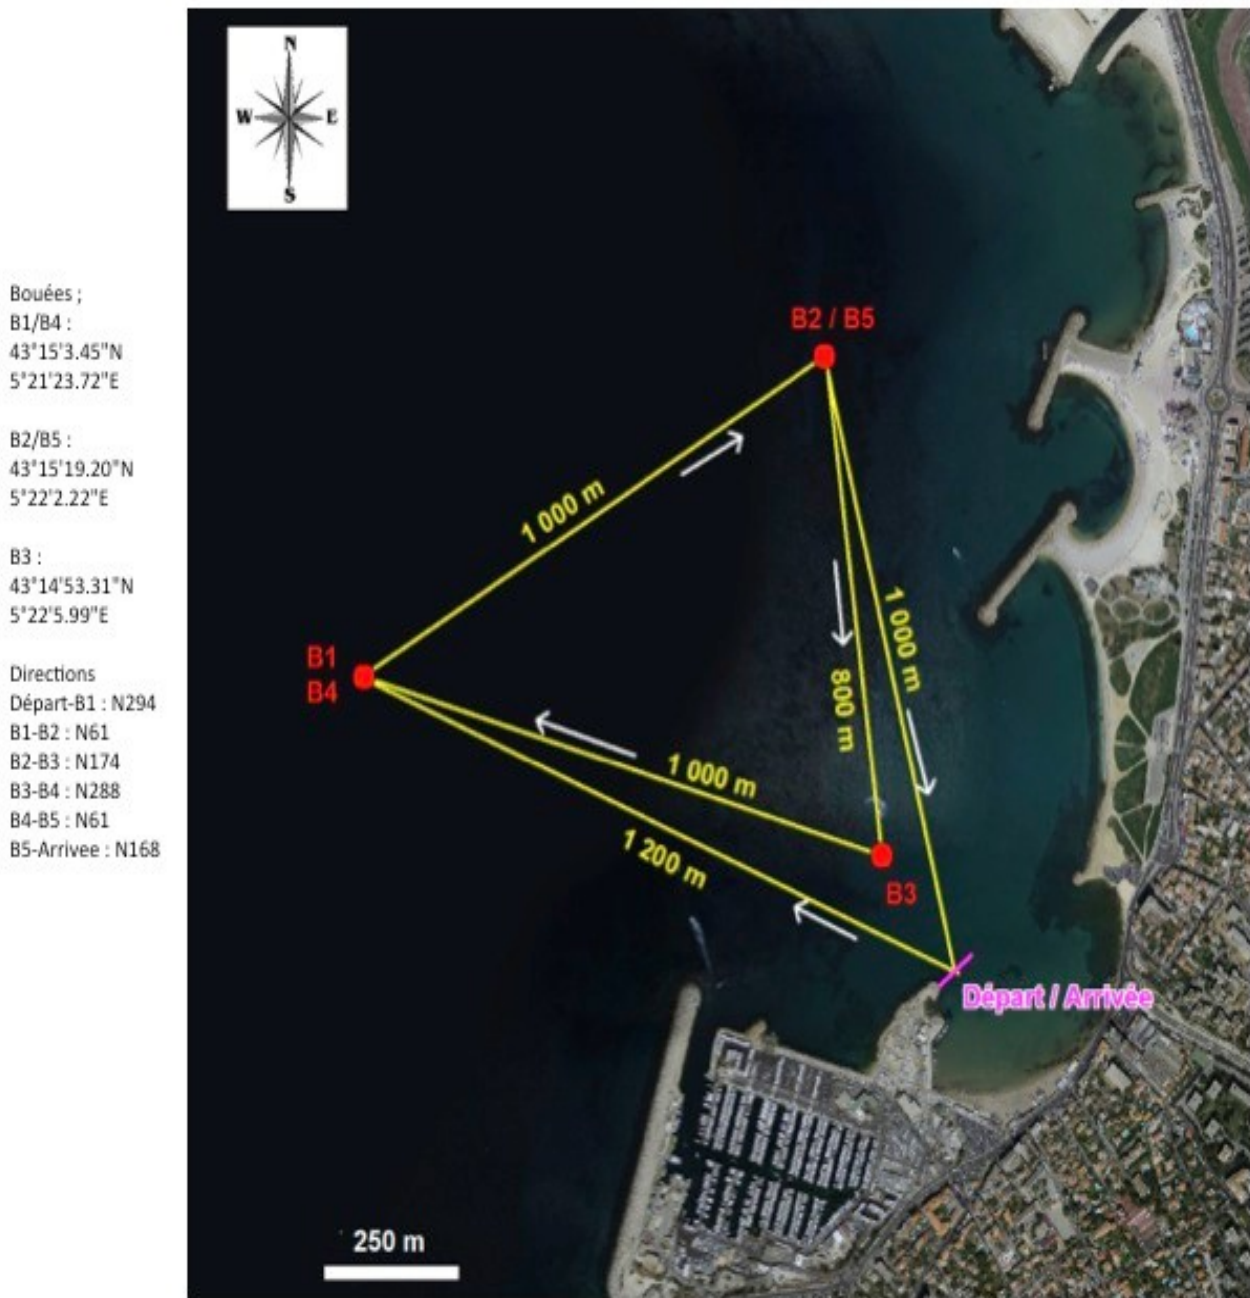 Bouées ;
B1/B4 :
43°15'3.45"N
5°21'23.72"E
B2/B5 :
43°15'19.20"N
5°22'2.22"E
B3 :
43°14'53.31"N
5°22'5.99"E
Directions
Départ-B1 : N294
B1-B2 : N61
B2-B3 : N174
B3-B4 : N288
B4-B5 : N61
B5-Arrivee : N168
N
W E
S
B2 / B5
1 000 m
1 000 m
B1
B4
800 m
1 000 m
1 200 m
B3
Départ / Arrivée
250 m